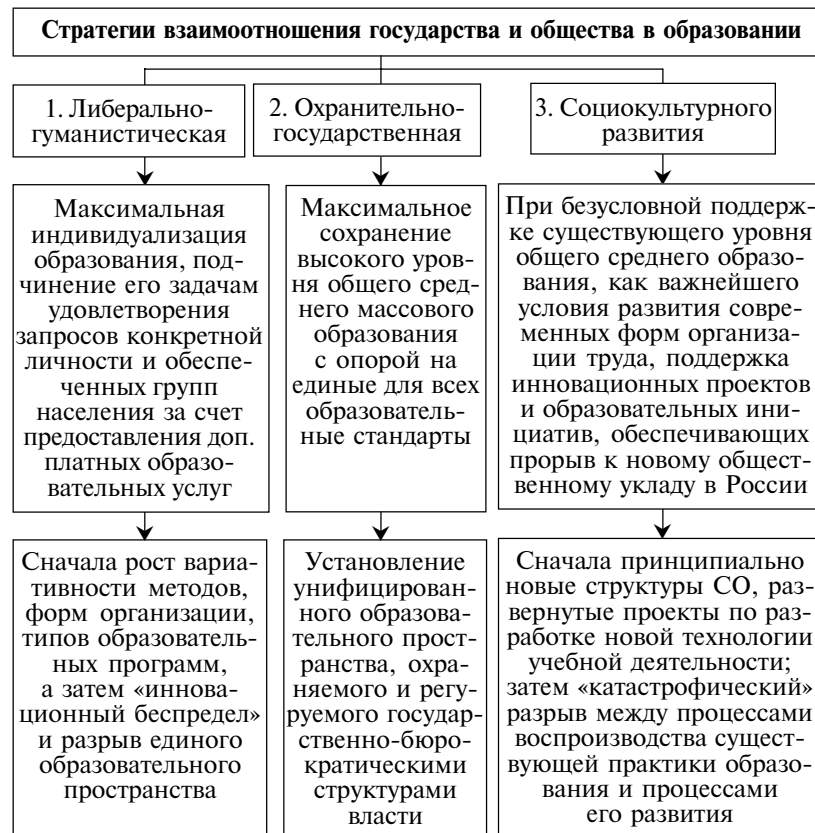 Стратегии взаимоотношения государства и общества в образовании
1. Либерально-
гуманистическая
2. Охранительно-
государственная
3. Социокультурного
развития
Максимальная
индивидуализация
образования, под-
чинение его задачам
удовлетворения
запросов конкретной
личности и обеспе-
ченных групп
населения за счет
предоставления доп.
платных образо-
вательных услуг
Максимальное
сохранение
высокого уров-
ня общего сред-
него массового
образования
с опорой на
единые для всех
образователь-
ные стандарты
При безусловной поддерж-
ке существующего уровня
общего среднего образо-
вания, как важнейшего
условия развития совре-
менных форм организа-
ции труда, поддержка
инновационных проектов
и образовательных ини-
циатив, обеспечивающих
прорыв к новому общест-
венному укладу в России
Сначала рост вариа-
тивности методов,
форм организации,
типов образователь-
ных программ,
а затем «иннова-
ционный беспредел»
и разрыв единого
образовательного
пространства
Установление
унифицирован-
ного образова-
тельного прост-
ранства, охра-
няемого и регу-
руемого государ-
ственно-бюро-
кратическими
структурами
власти
Сначала принципиально
новые структуры СО, раз-
вернутые проекты по раз-
работке новой технологии
учебной деятельности;
затем «катастрофический»
разрыв между процессами
воспроизводства сущест-
вующей практики образо-
вания и процессами
его развития